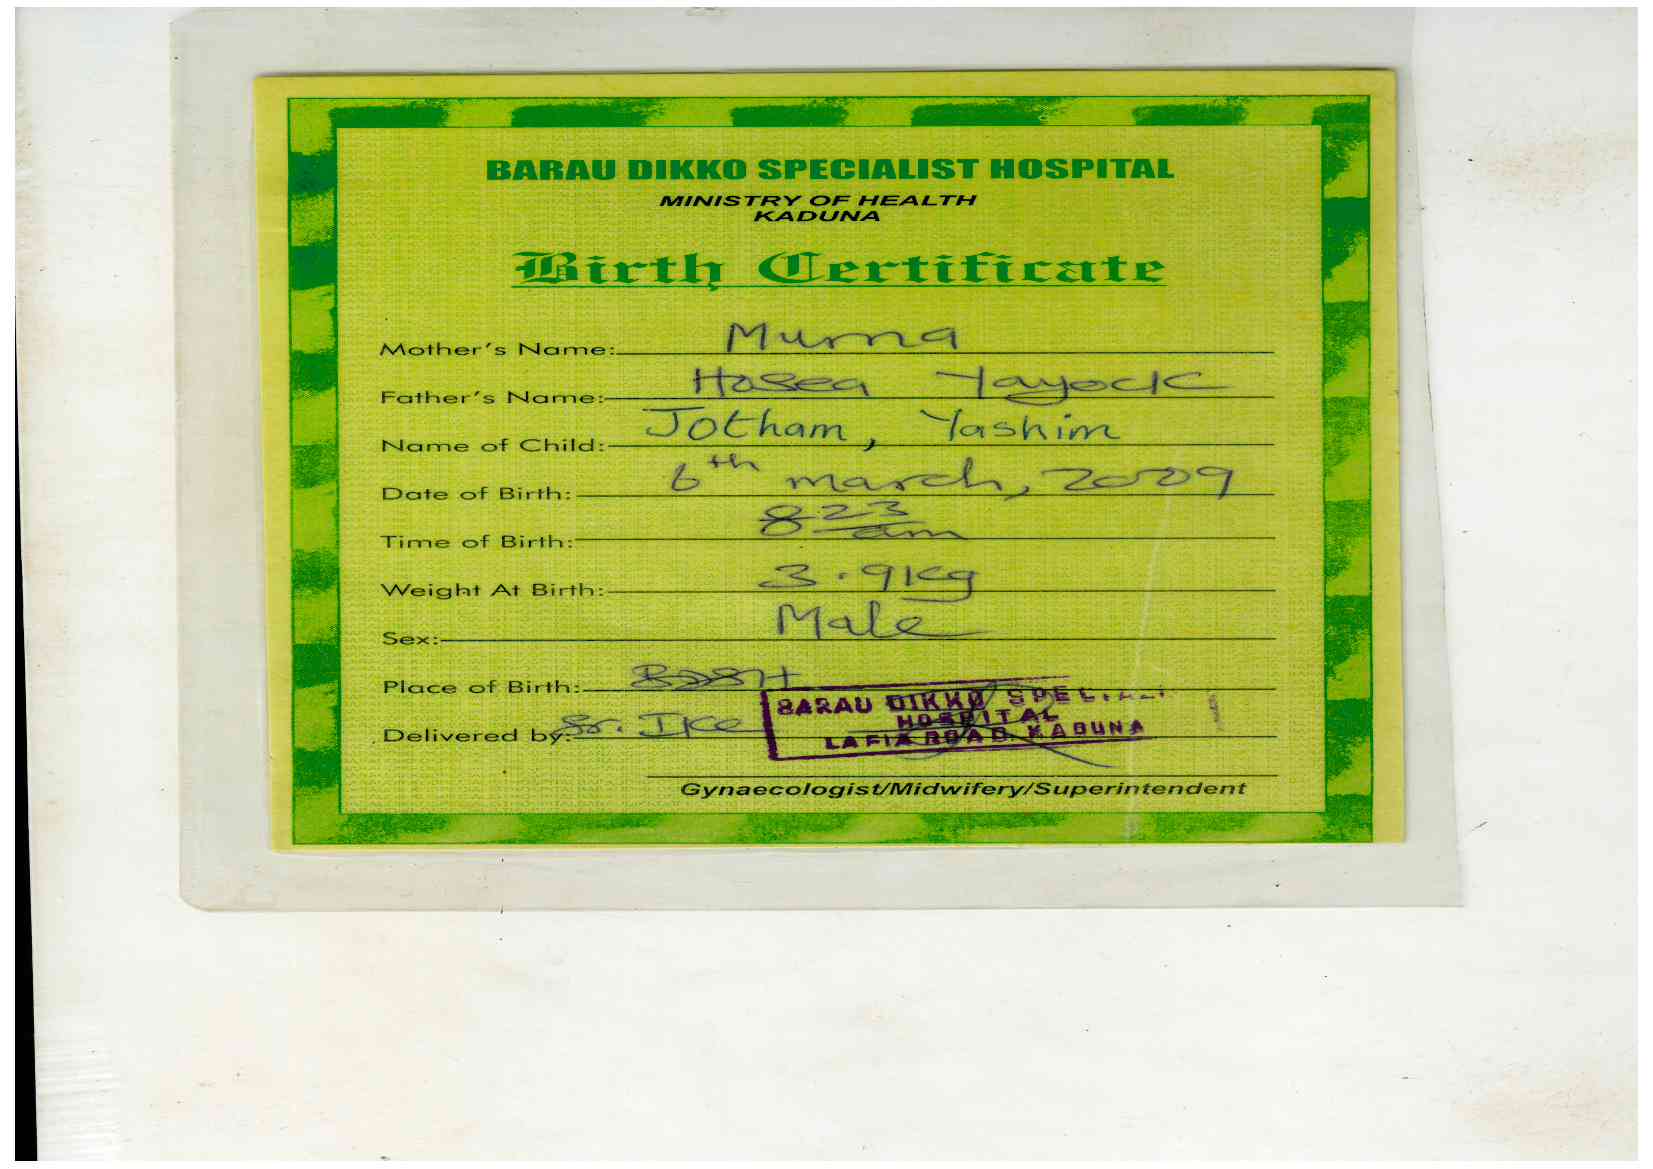 BARAU DIKKO SPECIALIST HOSPITAL
MINISTRY OF HEALTH
KADUNA
Birth Certificate
Mother's Name: Murna
Father's Name: Hosea Yayock
Name of Child: Jotham, Yashim
Date of Birth: 6th march, 2009
Time of Birth: 8 23 am
Weight At Birth: 3.9kg
Sex: Male
Place of Birth: BDSH
Delivered by: Sr. Ike
BARAU DIKKO SPECIALI
HOSPITAL
LAFIA ROAD. KADUNA
Gynaecologist/Midwifery/Superintendent